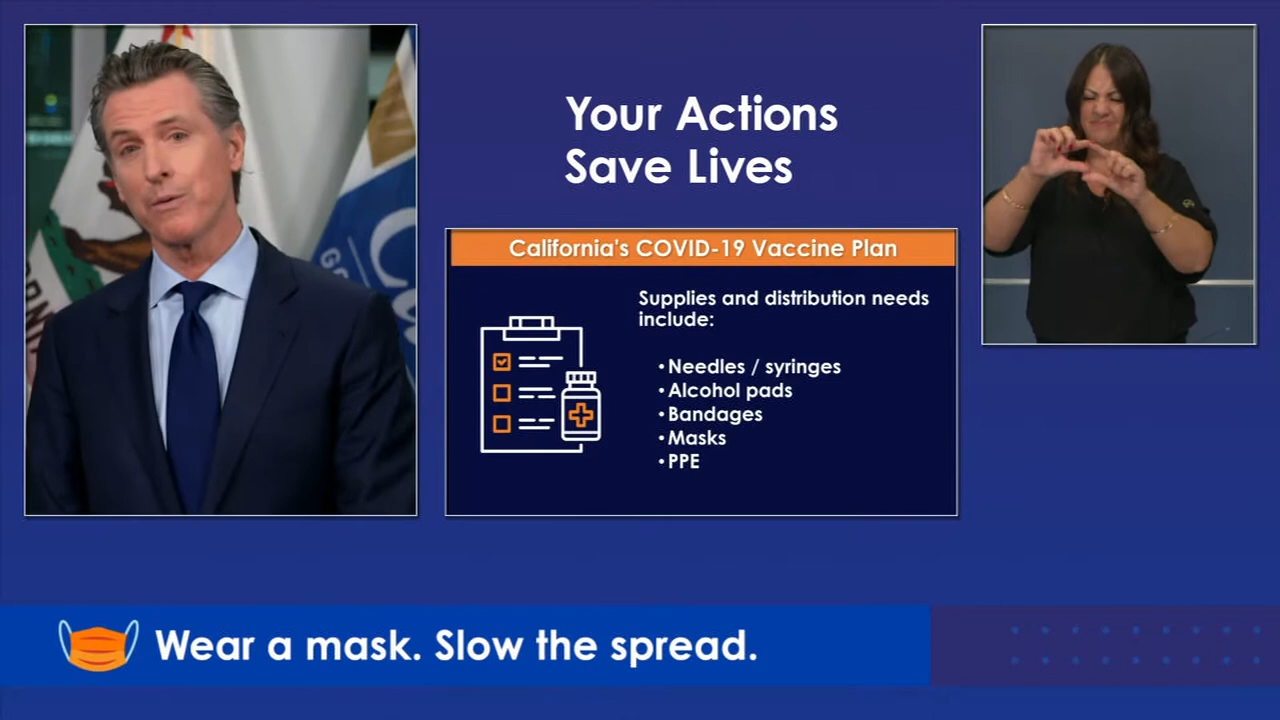 Your Actions
Save Lives
California's COVID-19 Vaccine Plan
Supplies and distribution needs
include:
• Needles / syringes
• Alcohol pads
• Bandages
• Masks
• PPE
Wear a mask. Slow the spread.